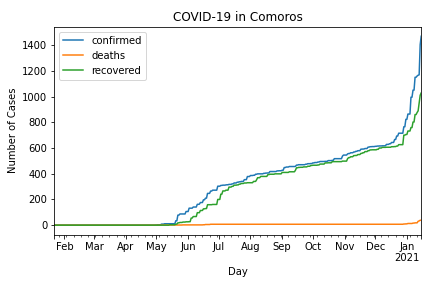 COVID-19 in Comoros
confirmed
deaths
recovered
Number of Cases
1400
1200
1000
800
600
400
200
0
Feb Mar Apr May Jun Jul Aug Sep Oct Nov Dec Jan
2021
Day